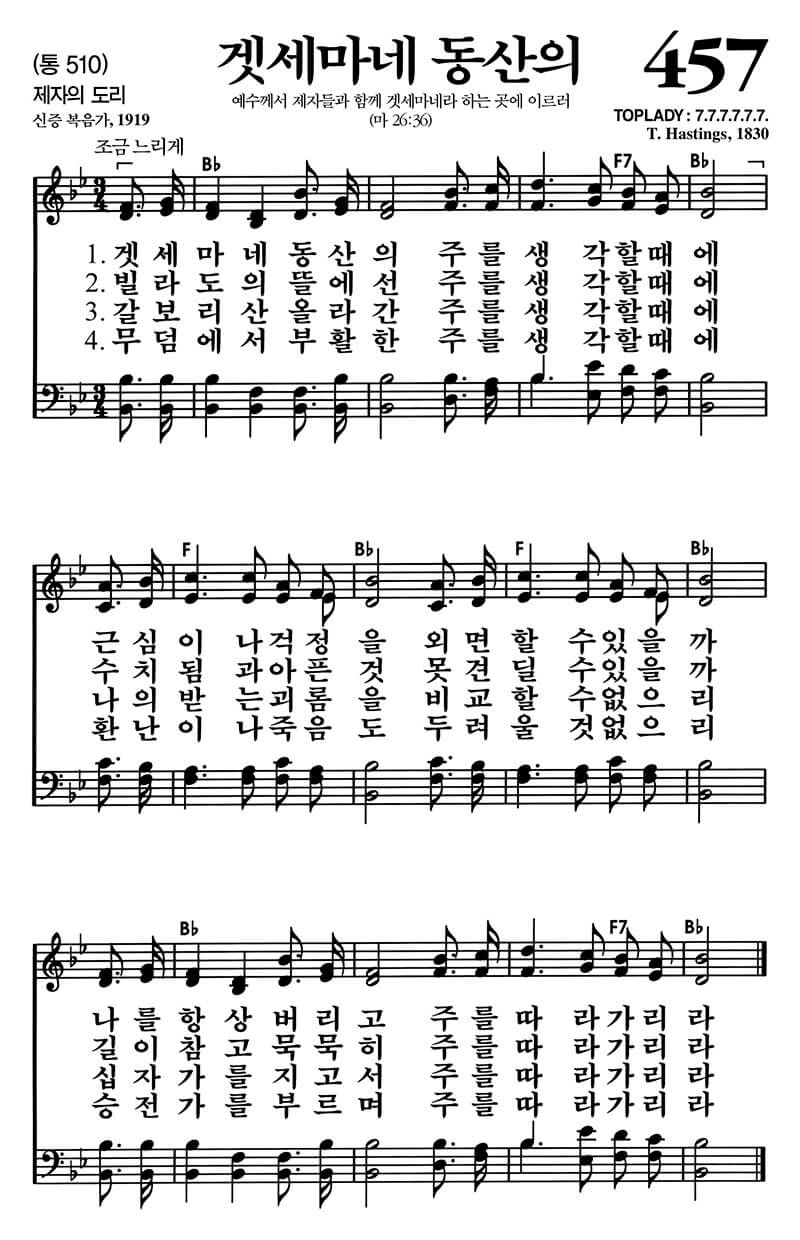 (통 510)
겟세마네 동산의
457
제자의 도리
예수께서 제자들과 함께 겟세마네라 하는 곳에 이르러
TOPLADY : 7.7.7.7.7.7.
신증 복음가, 1919
(마 26:36)
T. Hastings, 1830
조금 느리게
B♭ F7 B♭
3 4
1. 겟 세 마 네 동 산 의 주 를 생 각 할 때 에
2. 빌 라 도 의 뜰 에 선 주 를 생 각 할 때 에
3. 갈 보 리 산 올 라 간 주 를 생 각 할 때 에
4. 무 덤 에 서 부 활 한 주 를 생 각 할 때 에
3 4
F B♭ F B♭
근 심 이 나 걱 정 을 외 면 할 수 있 을 까
수 치 됨 과 아 픈 것 못 견 딜 수 있 을 까
나 의 받 는 괴 롬 을 비 교 할 수 없 으 리
환 난 이 나 죽 음 도 두 려 울 것 없 으 리
B♭ F7 B♭
나 를 항 상 버 리 고 주 를 따 라 가 리 라
길 이 참 고 묵 묵 히 주 를 따 라 가 리 라
십 자 가 를 지 고 서 주 를 따 라 가 리 라
승 전 가 를 부 르 며 주 를 따 라 가 리 라